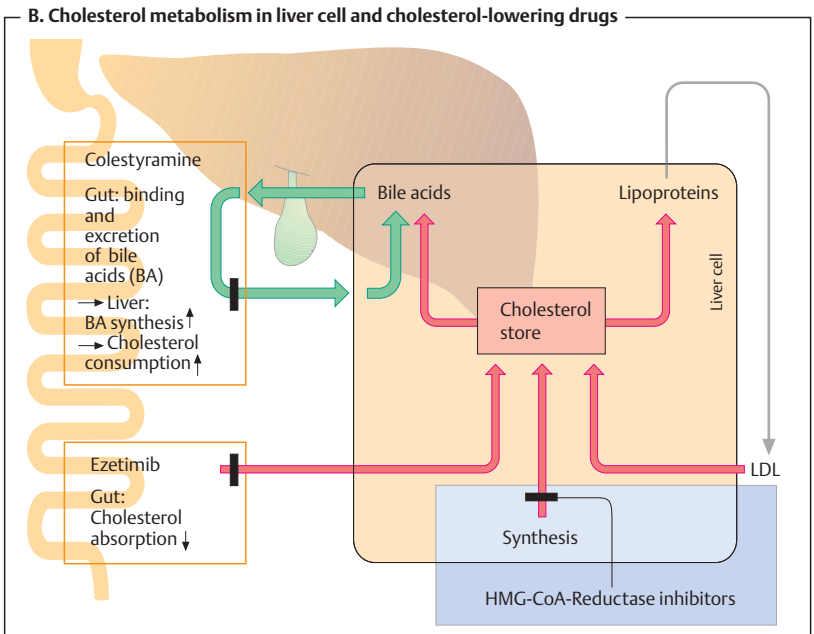 B. Cholesterol metabolism in liver cell and cholesterol-lowering drugs
Colestyramine
Gut: binding
and
excretion
of bile
acids (BA)
→ Liver:
BA synthesis ↑
→ Cholesterol
consumption ↑
Bile acids
Lipoproteins
Liver cell
Cholesterol
store
Ezetimib
Gut:
Cholesterol
absorption ↓
LDL
Synthesis
HMG-CoA-Reductase inhibitors